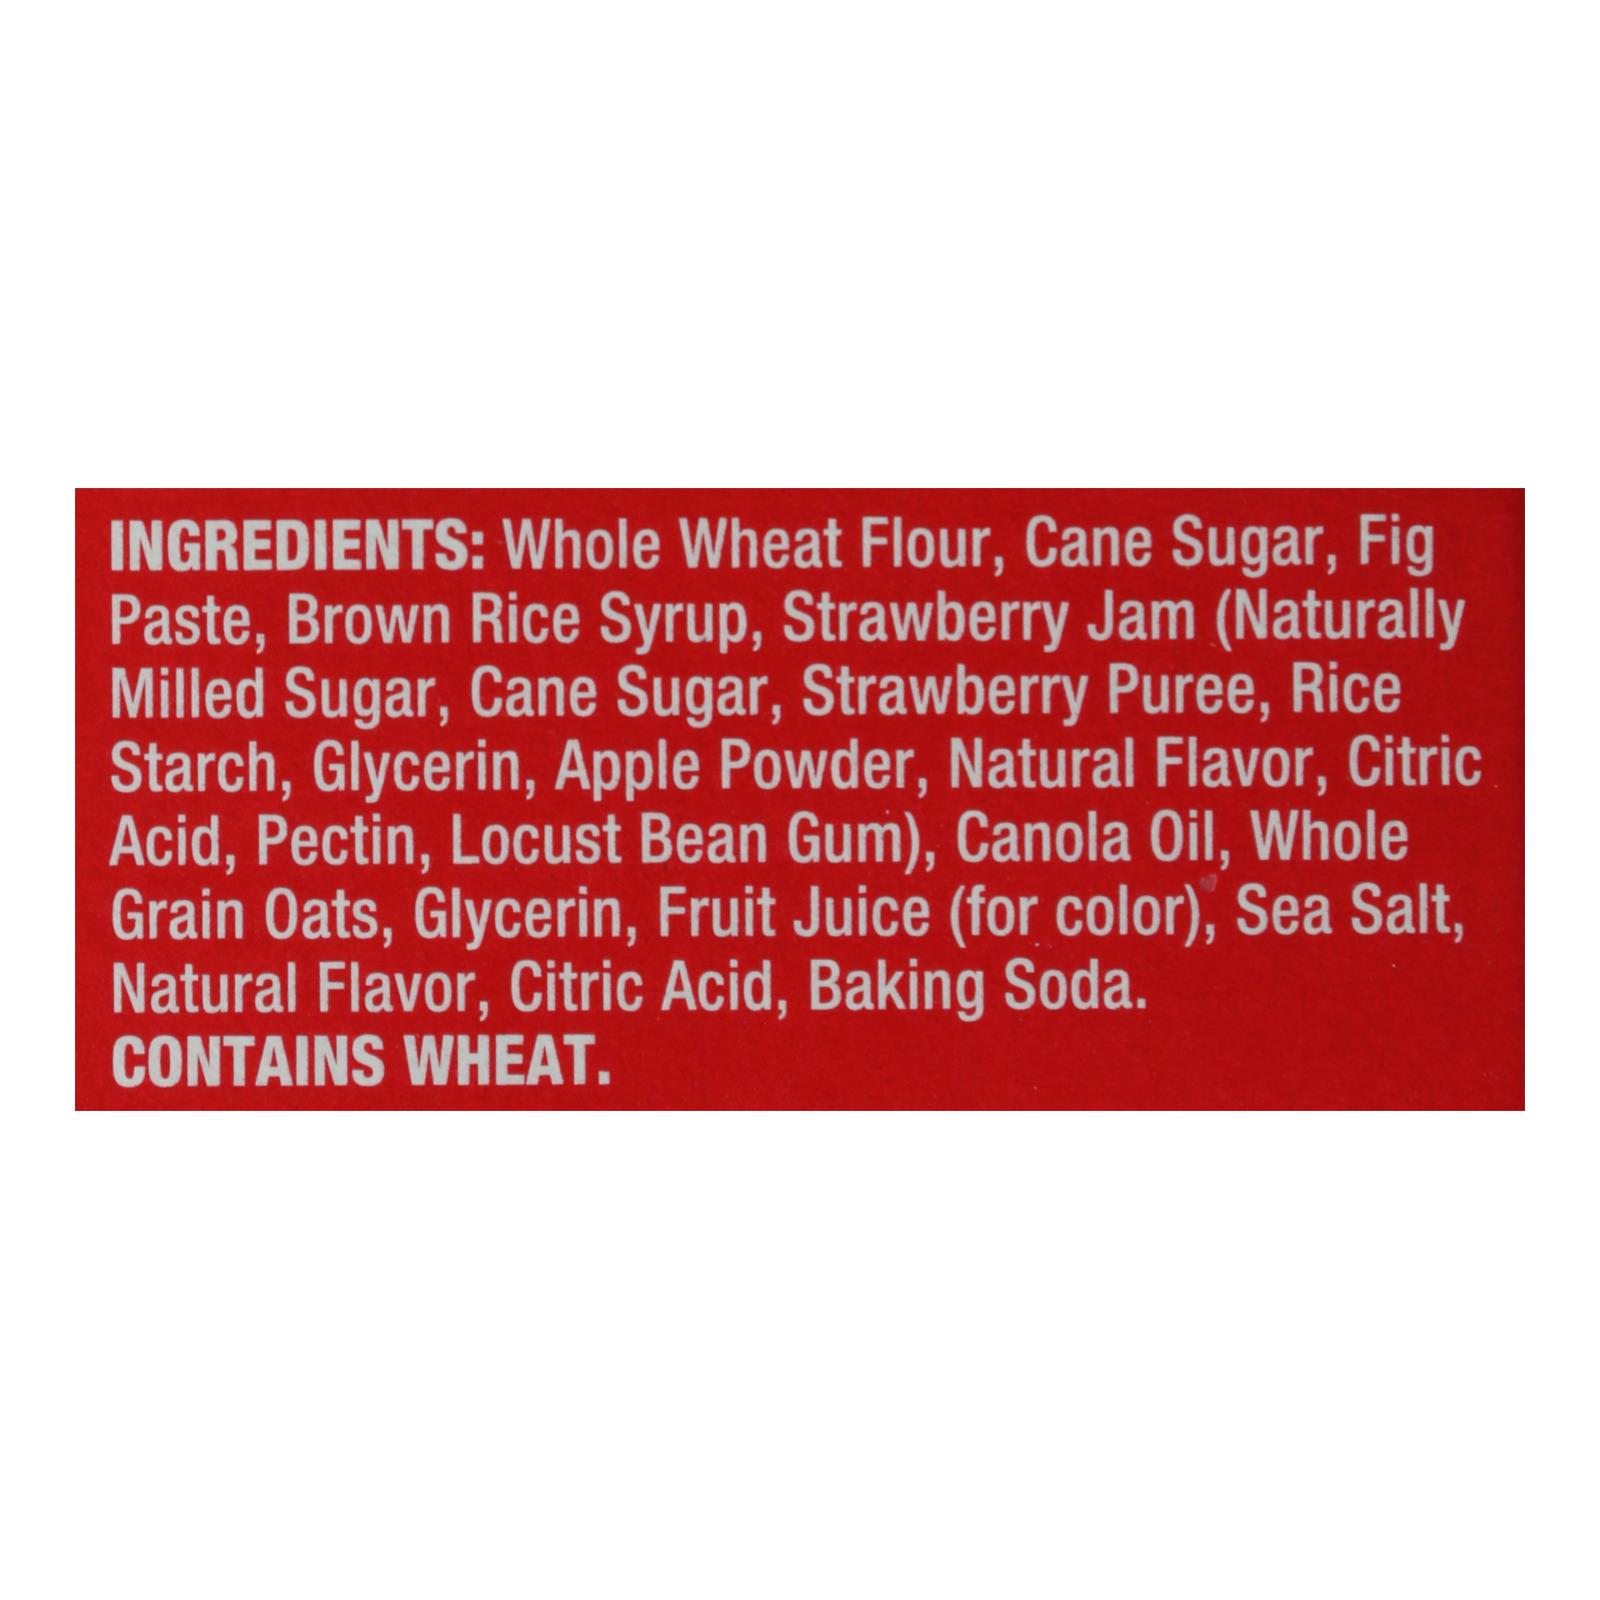 INGREDIENTS: Whole Wheat Flour, Cane Sugar, Fig
Paste, Brown Rice Syrup, Strawberry Jam (Naturally
Milled Sugar, Cane Sugar, Strawberry Puree, Rice
Starch, Glycerin, Apple Powder, Natural Flavor, Citric
Acid, Pectin, Locust Bean Gum), Canola Oil, Whole
Grain Oats, Glycerin, Fruit Juice (for color), Sea Salt,
Natural Flavor, Citric Acid, Baking Soda.
CONTAINS WHEAT.